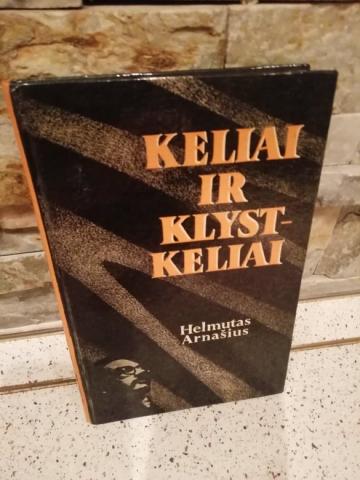 KELIAI
IR
KLYST-
KELIAI
Helmutas
Arnašius